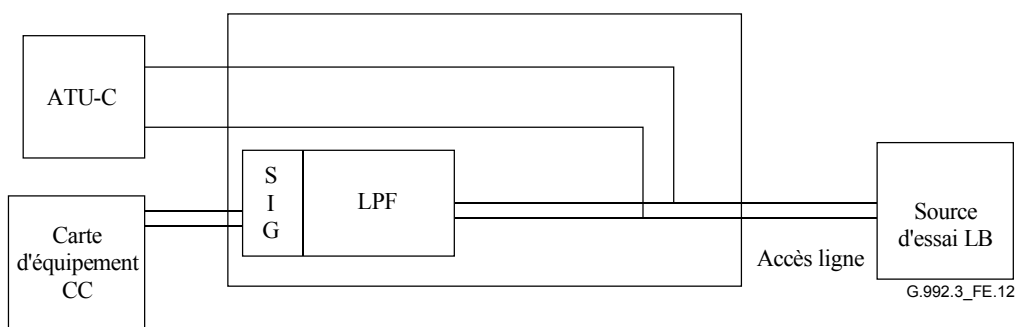 ATU-C
S
I
G
LPF
Carte
d'équipement
CC
Accès ligne
Source
d'essai LB
G.992.3_FE.12